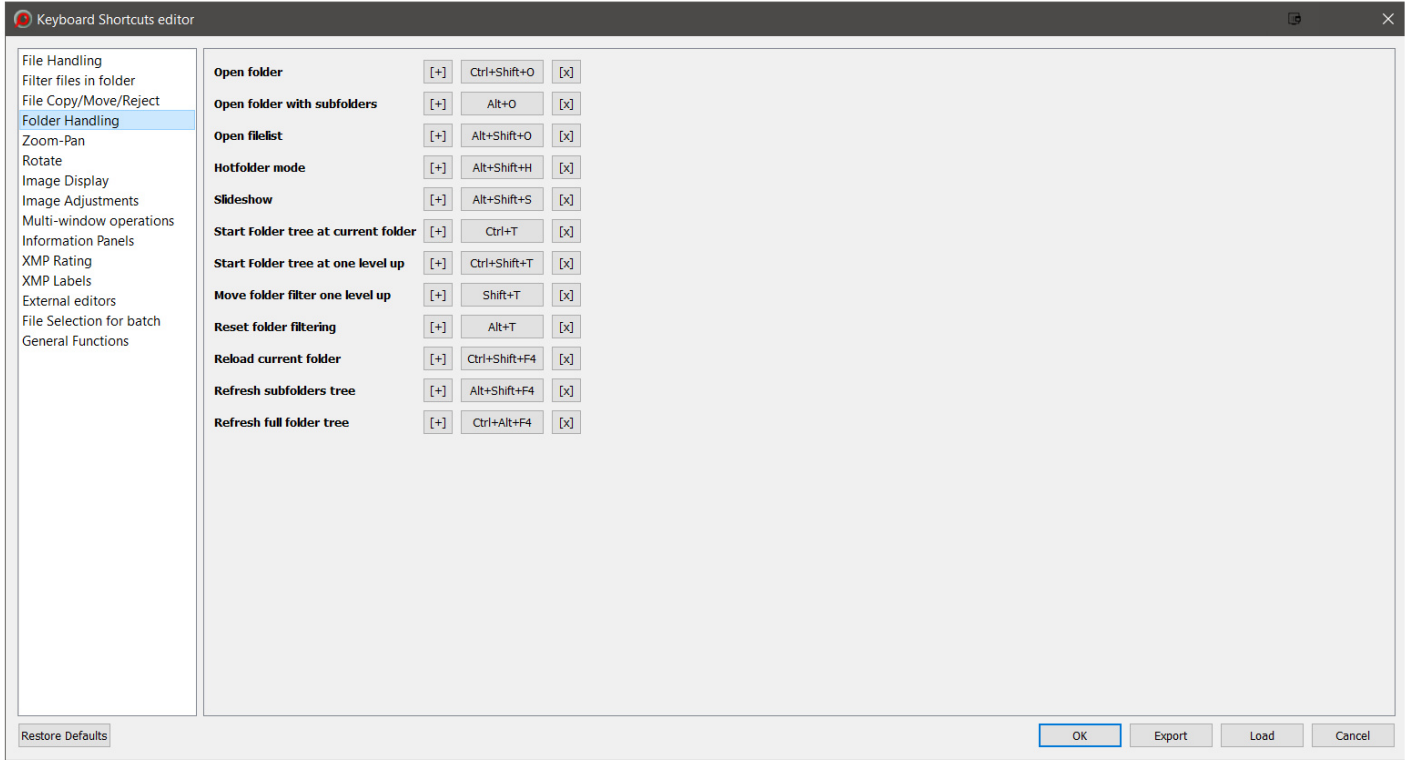 Keyboard Shortcuts editor
File Handling
Filter files in folder
File Copy/Move/Reject
Folder Handling
Zoom-Pan
Rotate
Image Display
Image Adjustments
Multi-window operations
Information Panels
XMP Rating
XMP Labels
External editors
File Selection for batch
General Functions
Open folder [+] Ctrl+Shift+O [x]
Open folder with subfolders [+] Alt+O [x]
Open filelist [+] Alt+Shift+O [x]
Hotfolder mode [+] Alt+Shift+H [x]
Slideshow [+] Alt+Shift+S [x]
Start Folder tree at current folder [+] Ctrl+T [x]
Start Folder tree at one level up [+] Ctrl+Shift+T [x]
Move folder filter one level up [+] Shift+T [x]
Reset folder filtering [+] Alt+T [x]
Reload current folder [+] Ctrl+Shift+F4 [x]
Refresh subfolders tree [+] Alt+Shift+F4 [x]
Refresh full folder tree [+] Ctrl+Alt+F4 [x]
Restore Defaults OK Export Load Cancel